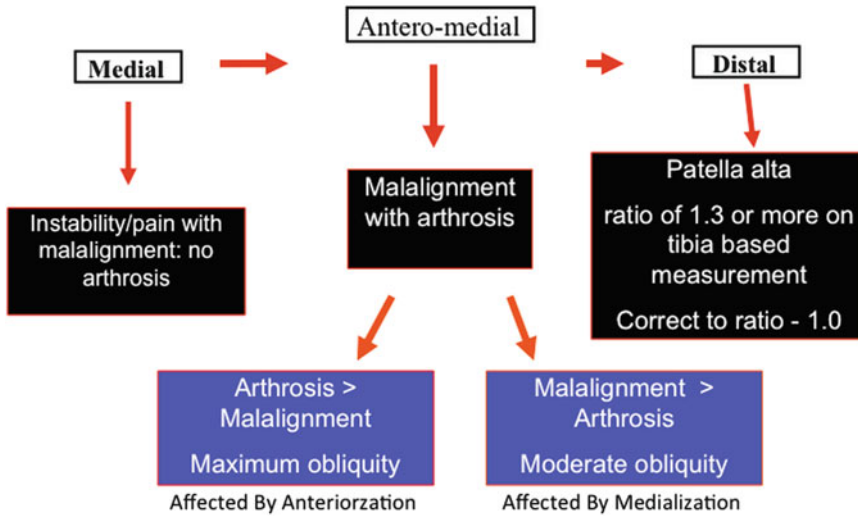 Antero-medial
Medial
Distal
Instability/pain with
malalignment: no
arthrosis
Malalignment
with arthrosis
Patella alta
ratio of 1.3 or more on
tibia based
measurement
Correct to ratio - 1.0
Arthrosis >
Malalignment
Maximum obliquity
Malalignment >
Arthrosis
Moderate obliquity
Affected By Anteriorzation
Affected By Medialization